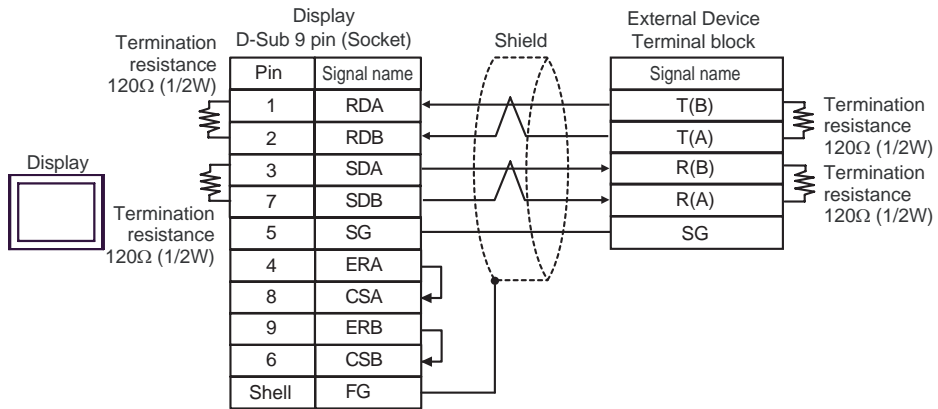 Display
D-Sub 9 pin (Socket)
Shield
External Device
Terminal block
Termination
resistance
120Ω (1/2W)
Pin Signal name
1 RDA
2 RDB
3 SDA
7 SDB
5 SG
4 ERA
8 CSA
9 ERB
6 CSB
Shell FG
Display
Termination
resistance
120Ω (1/2W)
Signal name
T(B)
T(A)
R(B)
R(A)
SG
Termination
resistance
120Ω (1/2W)
Termination
resistance
120Ω (1/2W)